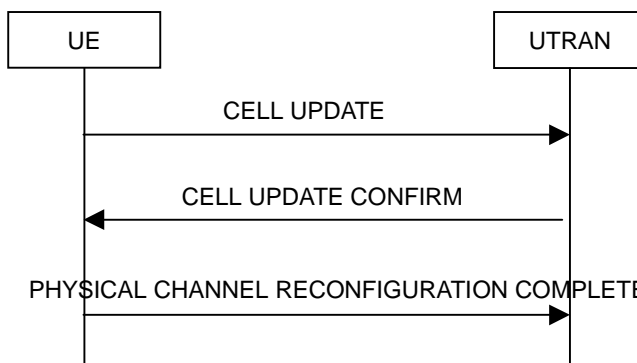 UE
UTRAN
CELL UPDATE
CELL UPDATE CONFIRM
PHYSICAL CHANNEL RECONFIGURATION COMPLETE